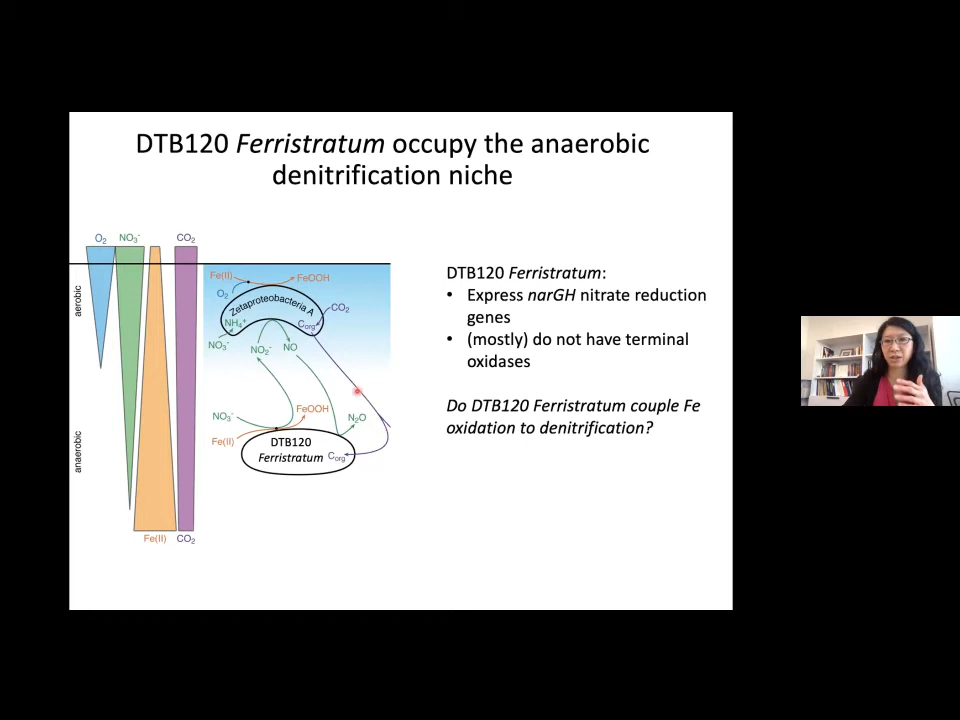 DTB120 Ferristratum occupy the anaerobic
denitrification niche
O2
NO3-
CO2
aerobic
anaerobic
Fe(II)
CO2
Fe(II)
FeOOH
O2
Zetaproteobacteria A
CO2
NH4+
Corg
NO3-
NO2-
NO
NO3-
FeOOH
N2O
Fe(II)
DTB120
Ferristratum
Corg
DTB120 Ferristratum:
• Express narGH nitrate reduction
genes
• (mostly) do not have terminal
oxidases
Do DTB120 Ferristratum couple Fe
oxidation to denitrification?